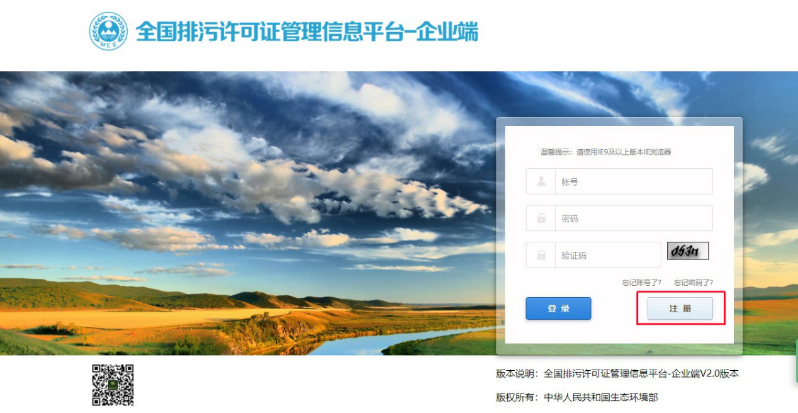 全国排污许可证管理信息平台-企业端
MEE
温馨提示：请使用IE9及以上版本IE浏览器
帐号
密码
验证码
忘记账号了? 忘记密码了?
登 录 注 册
版本说明：全国排污许可证管理信息平台-企业端V2.0版本
版权所有：中华人民共和国生态环境部